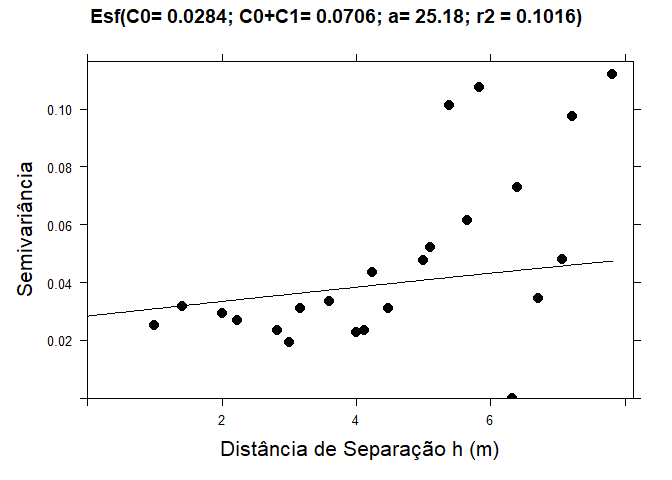 Esf(C0= 0.0284; C0+C1= 0.0706; a= 25.18; r2 = 0.1016)
0.10
0.08
0.06
0.04
0.02
Semivariância
2
4
6
Distância de Separação h (m)